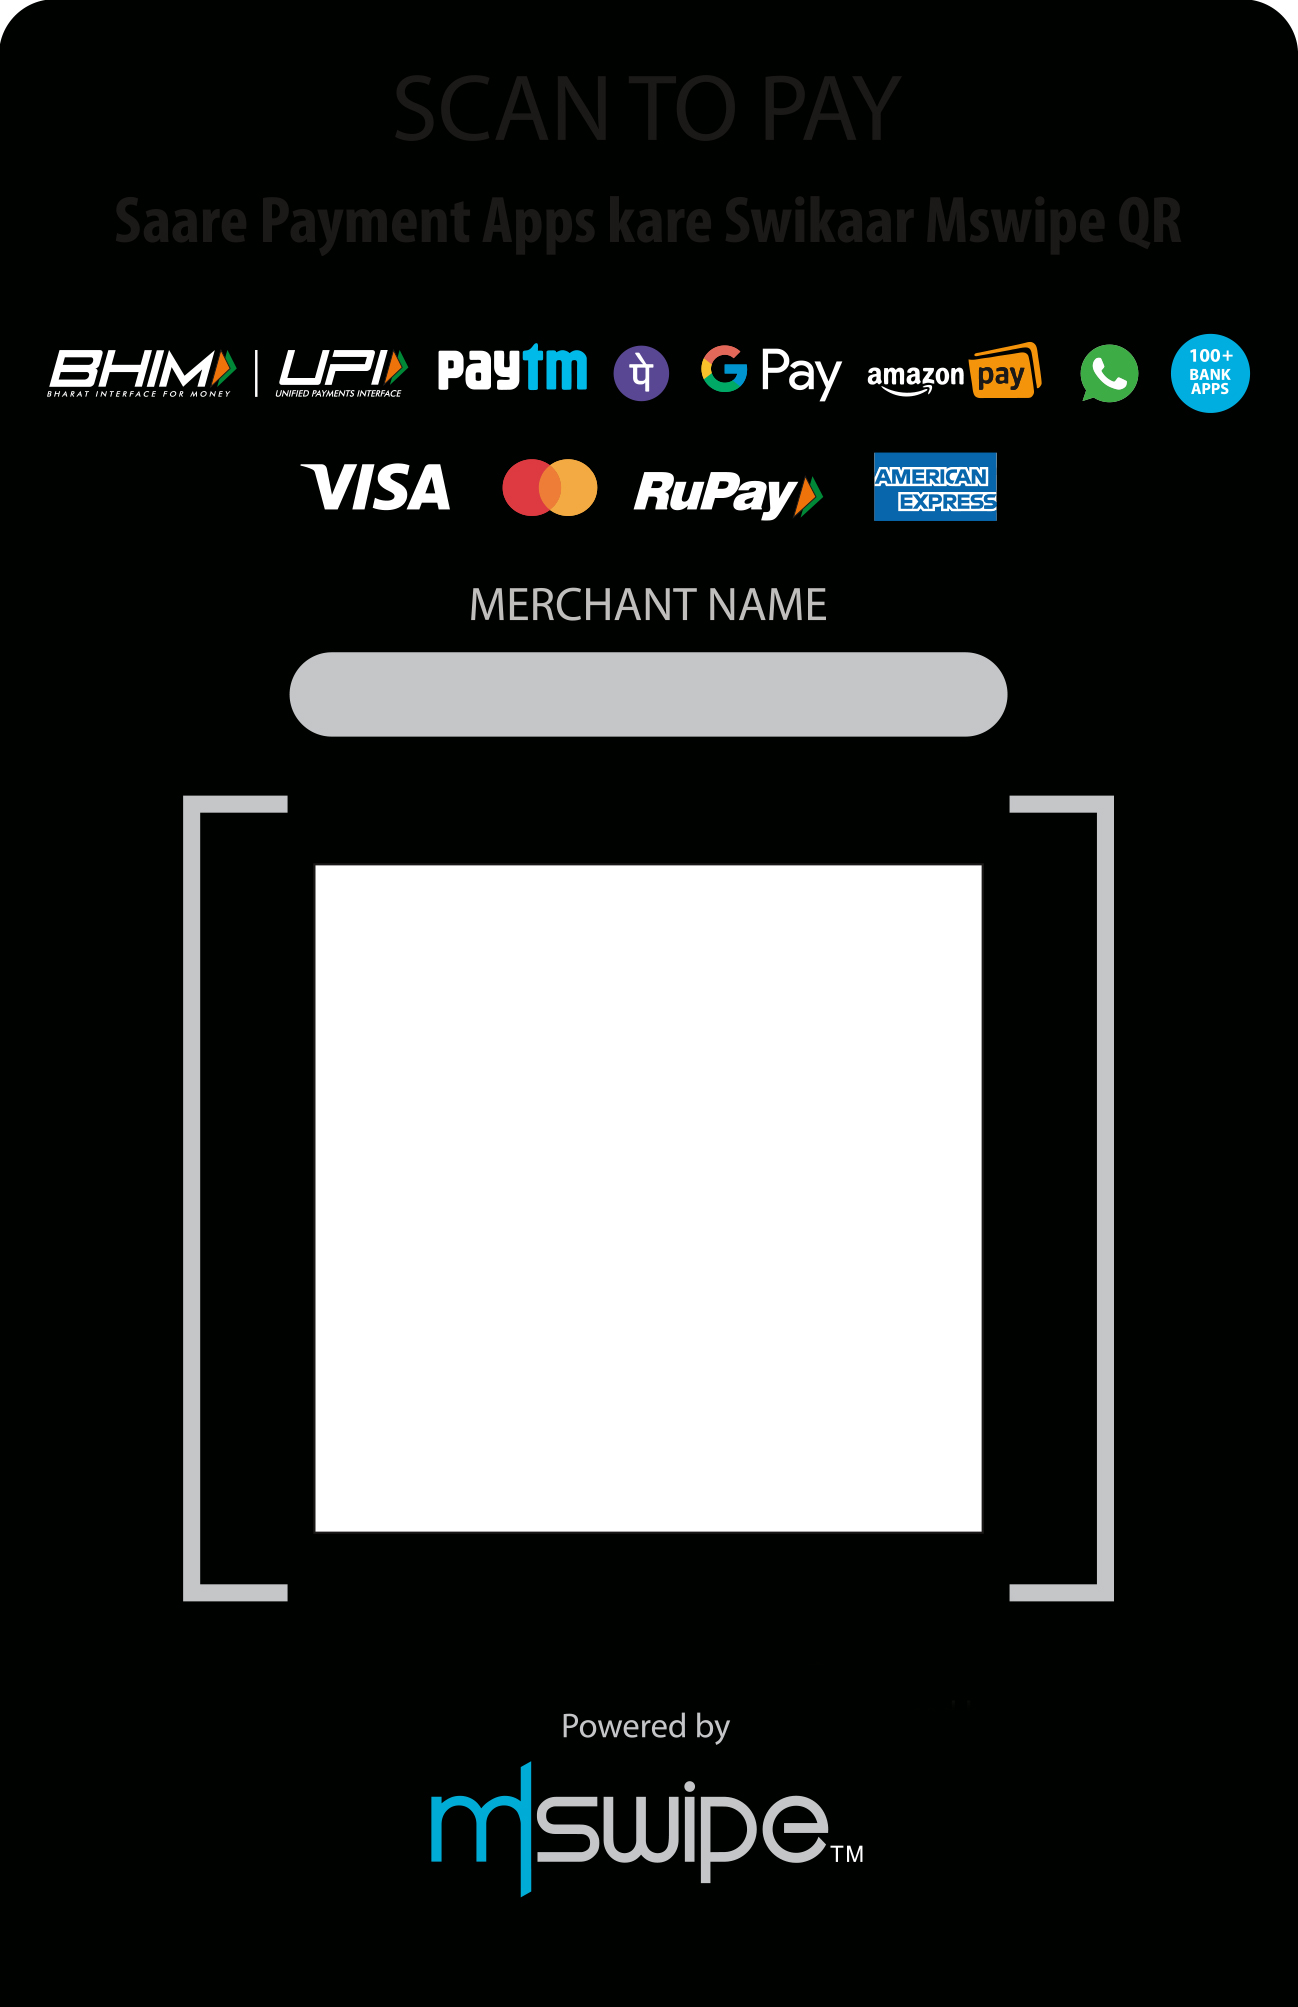 SCAN TO PAY
Saare Payment Apps kare Swikaar Mswipe QR
BHIM UPI paytm पे G Pay amazon pay 100+ BANK APPS
BHARAT INTERFACE FOR MONEY UNIFIED PAYMENTS INTERFACE
VISA RuPay AMERICAN EXPRESS
MERCHANT NAME
Powered by
mswipe TM